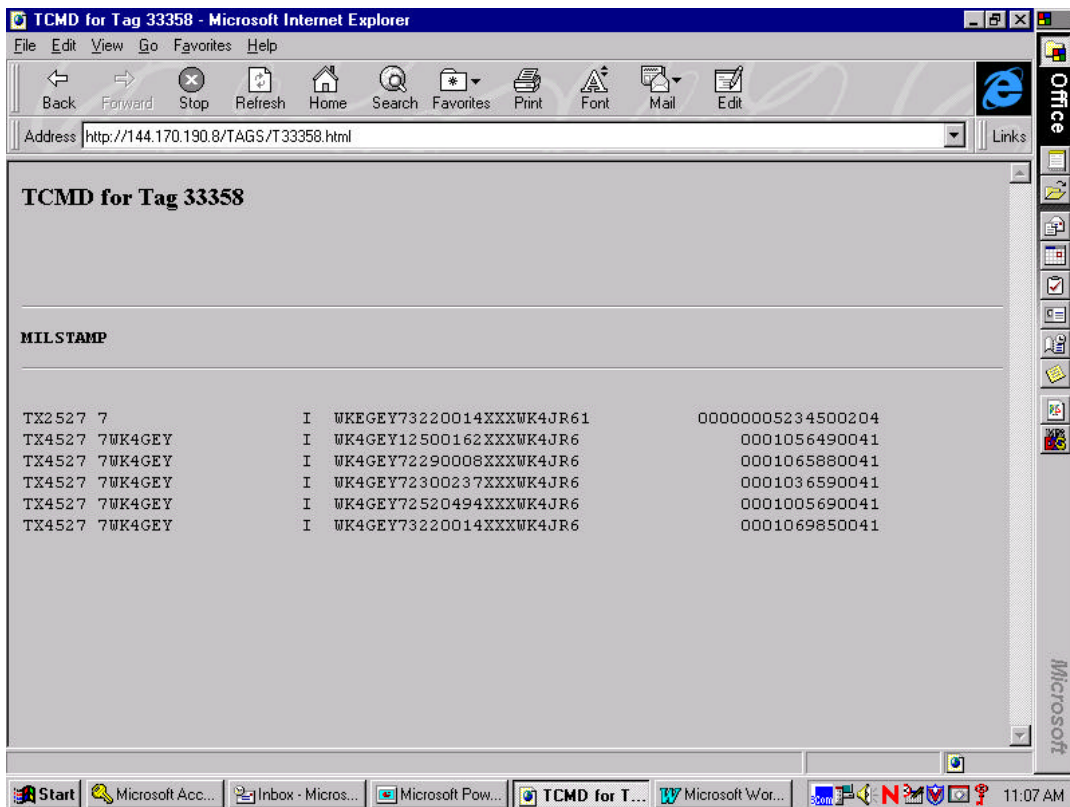 TCMD for Tag 33358 - Microsoft Internet Explorer
File Edit View Go Favorites Help
Back Forward Stop Refresh Home Search Favorites Print Font Mail Edit
Address http://144.170.190.8/TAGS/T33358.html Links
Office
TCMD for Tag 33358
MILSTAMP
TX2527 7 I WKEGEY73220014XXXWK4JR61 00000005234500204
TX4527 7WK4GEY I WK4GEY12500162XXXWK4JR6 0001056490041
TX4527 7WK4GEY I WK4GEY72290008XXXWK4JR6 0001065880041
TX4527 7WK4GEY I WK4GEY72300237XXXWK4JR6 0001036590041
TX4527 7WK4GEY I WK4GEY72520494XXXWK4JR6 0001005690041
TX4527 7WK4GEY I WK4GEY73220014XXXWK4JR6 0001069850041
Microsoft
Start Microsoft Acc... Inbox - Micros... Microsoft Pow... TCMD for T... Microsoft Wor... 3Com N 11:07 AM